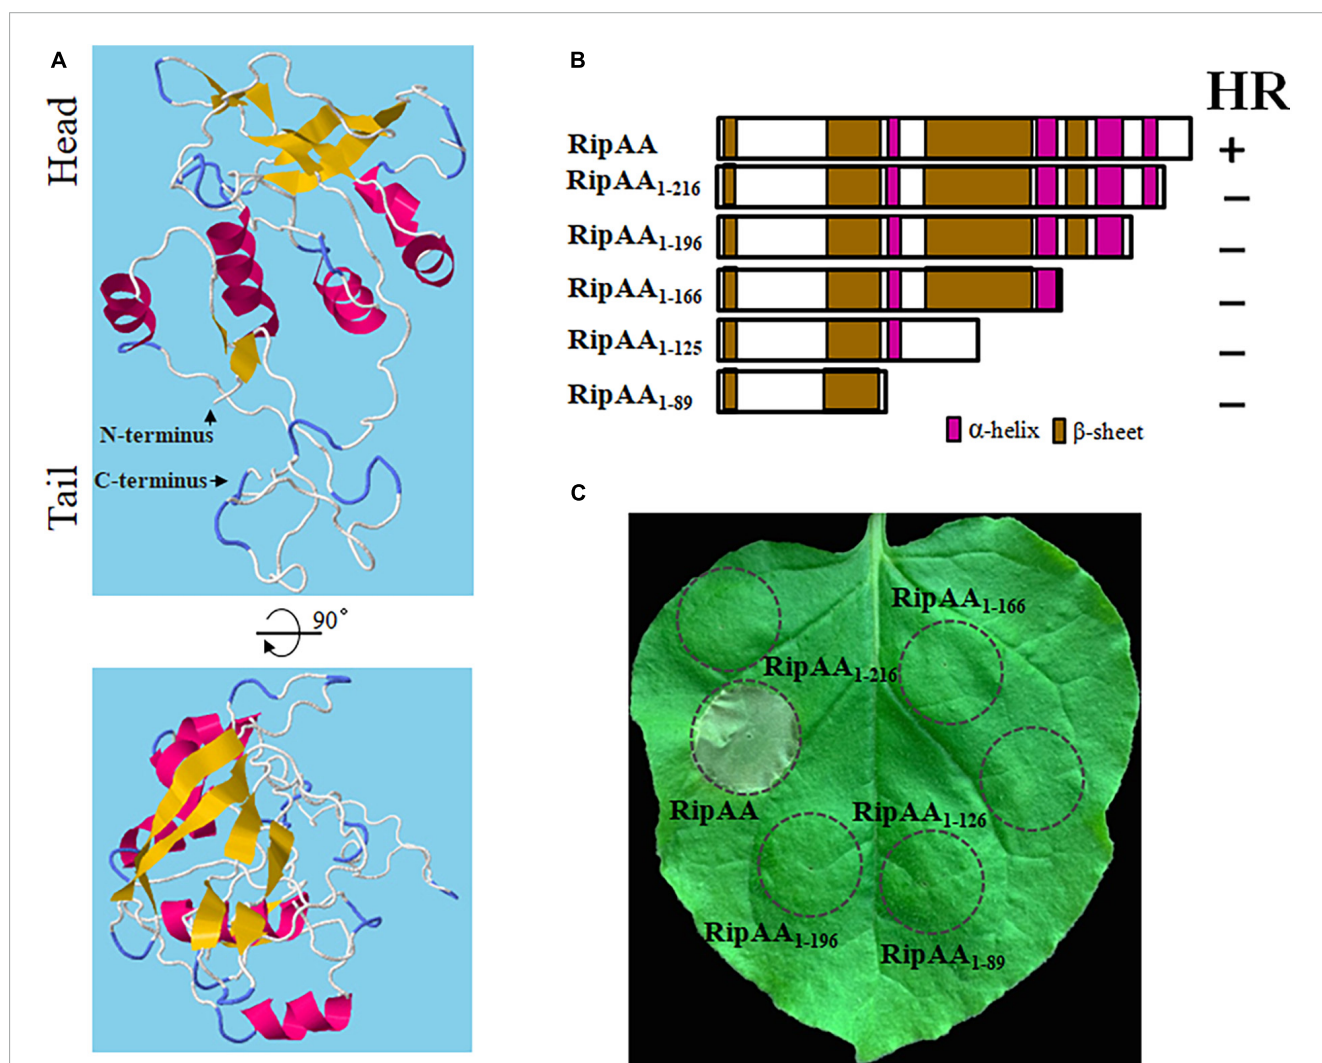 A
Head
Tail
N-terminus
C-terminus
90°
B
HR
RipAA
+
RipAA1-216
−
RipAA1-196
−
RipAA1-166
−
RipAA1-125
−
RipAA1-89
−
α-helix
β-sheet
C
RipAA1-166
RipAA1-216
RipAA
RipAA1-126
RipAA1-196
RipAA1-89